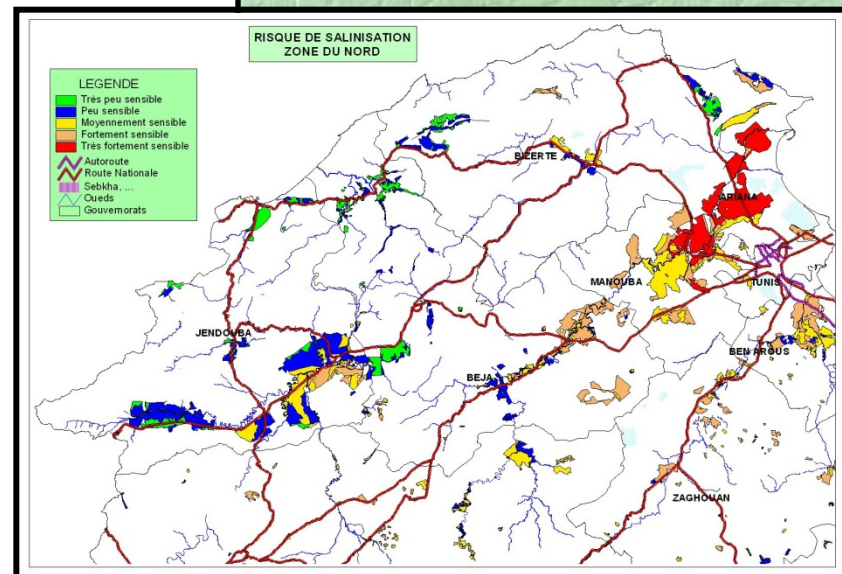 RISQUE DE SALINISATION
ZONE DU NORD
LEGENDE
Très peu sensible
Peu sensible
Moyennement sensible
Fortement sensible
Très fortement sensible
Autoroute
Route Nationale
Sebkha, ...
Oueds
Gouvernorats
BIZERTE
ARIANA
MANOUBA
TUNIS
JENDOUBA
BEN AROUS
BEJA
ZAGHOUAN